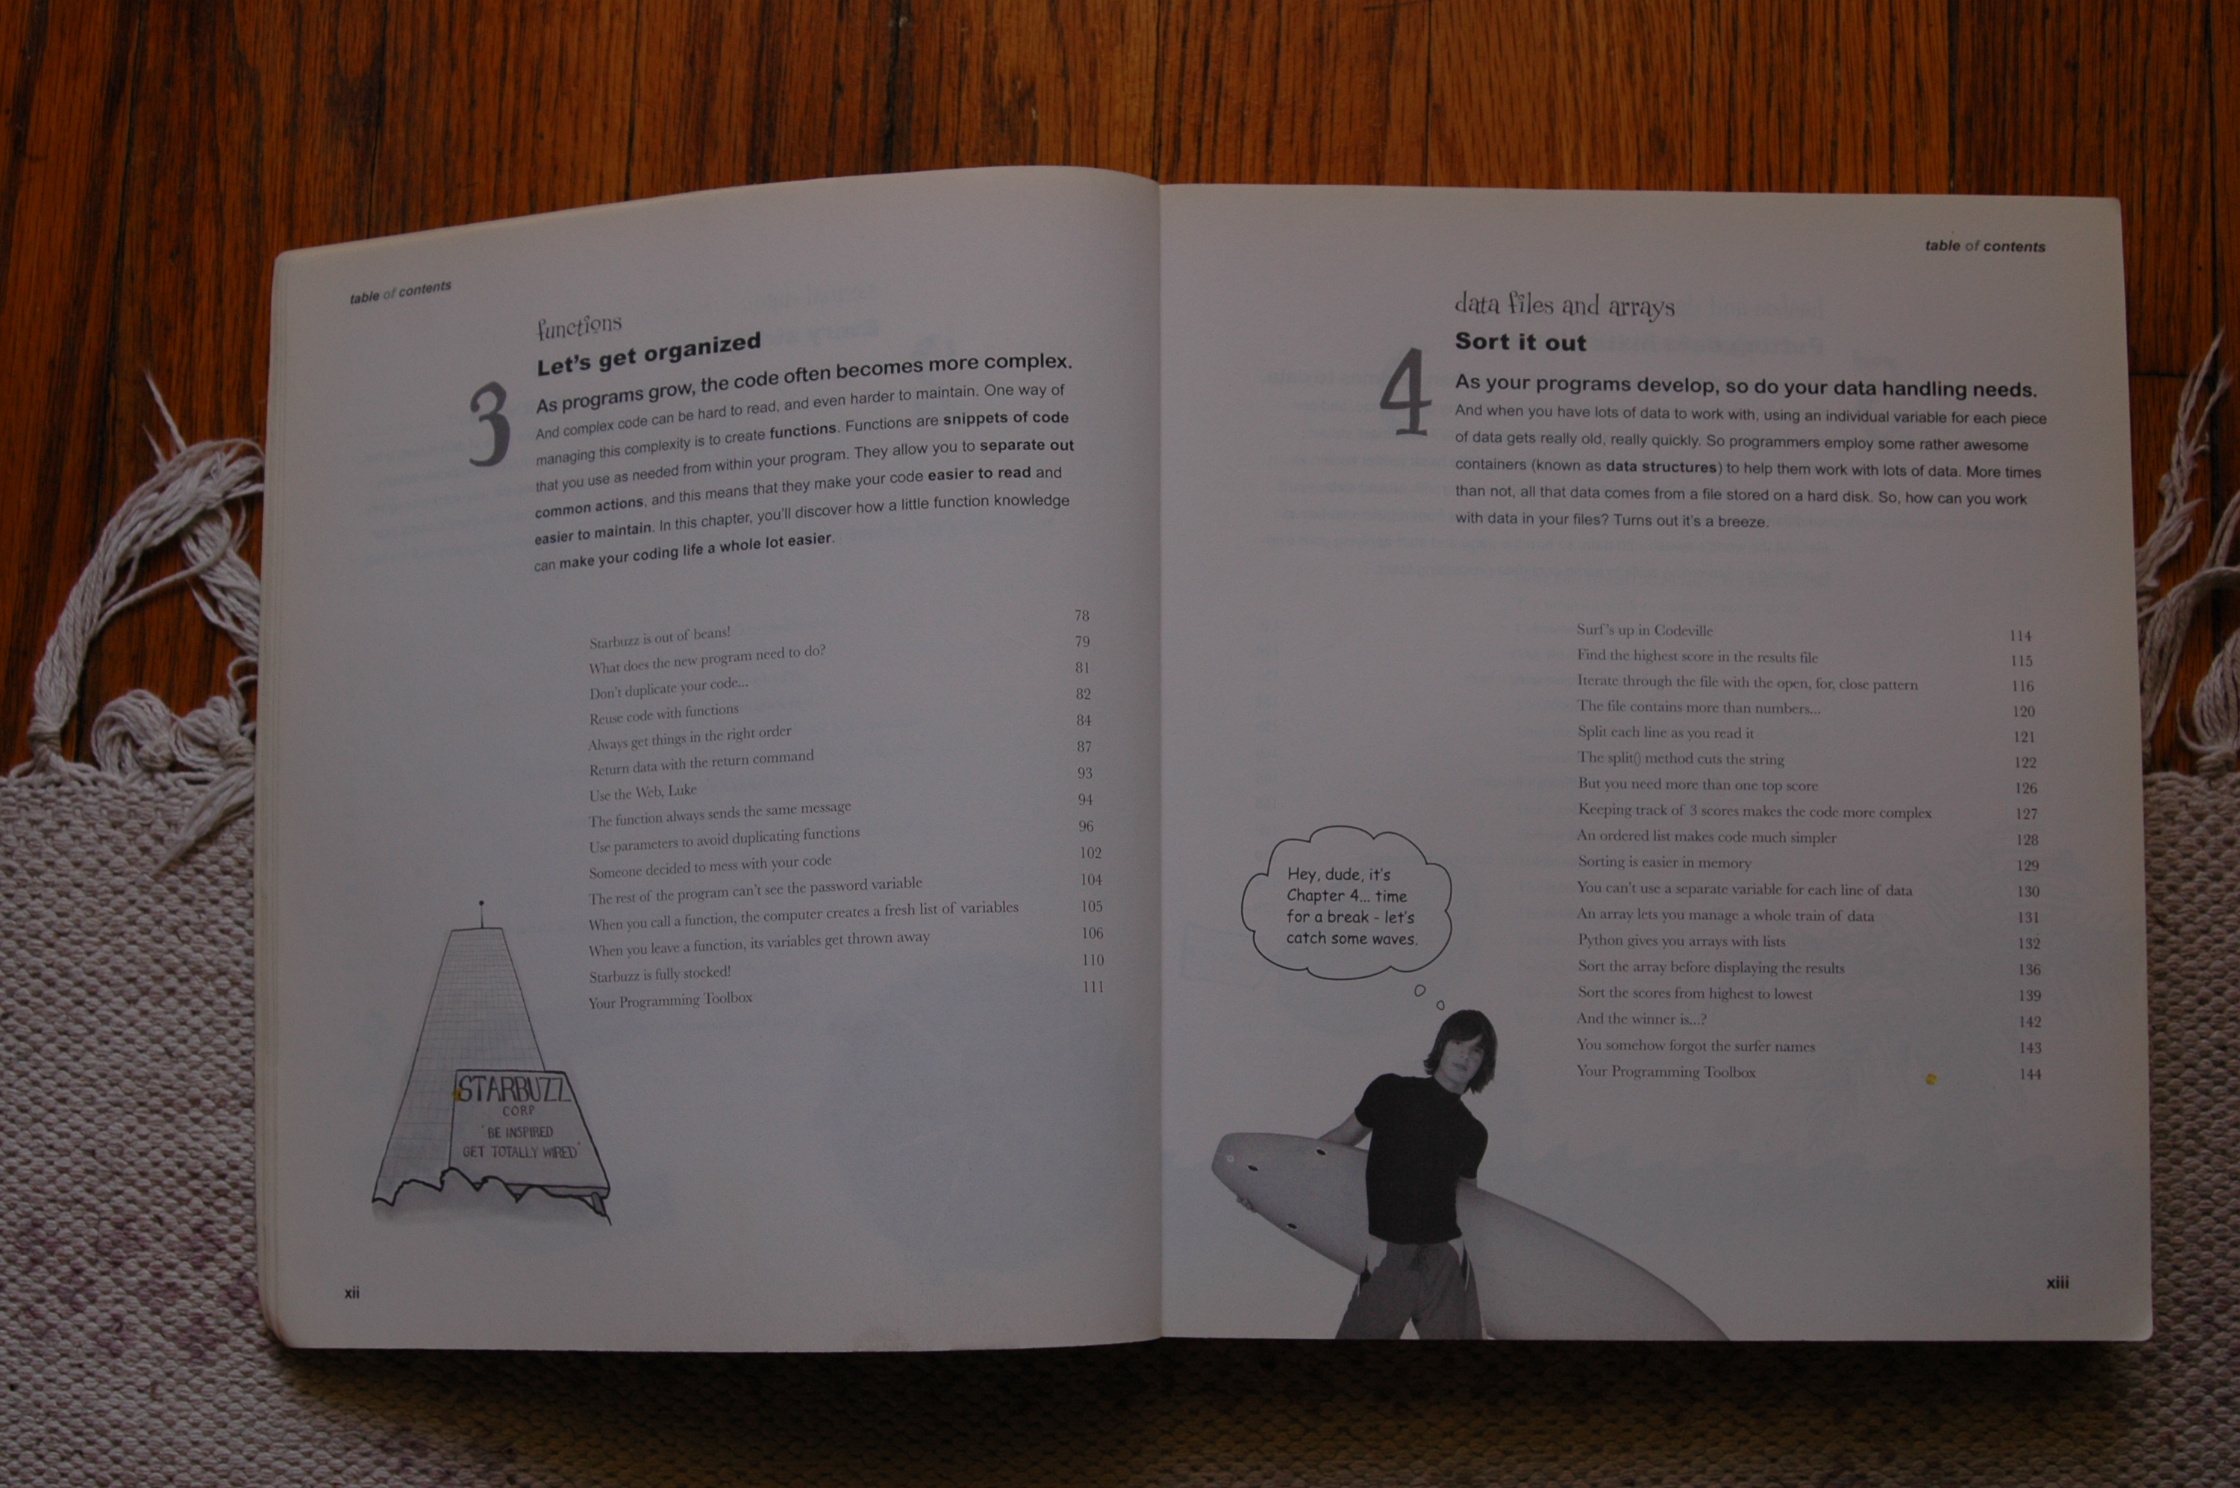 table of contents
functions
3
Let's get organized
As programs grow, the code often becomes more complex.
And complex code can be hard to read, and even harder to maintain. One way of
managing this complexity is to create functions. Functions are snippets of code
that you use as needed from within your program. They allow you to separate out
common actions, and this means that they make your code easier to read and
easier to maintain. In this chapter, you'll discover how a little function knowledge
can make your coding life a whole lot easier.
Starbuzz is out of beans! 78
What does the new program need to do? 79
Don't duplicate your code... 81
Reuse code with functions 82
Always get things in the right order 84
Return data with the return command 87
Use the Web, Luke 93
The function always sends the same message 94
Use parameters to avoid duplicating functions 96
Someone decided to mess with your code 102
The rest of the program can't see the password variable 104
When you call a function, the computer creates a fresh list of variables 105
When you leave a function, its variables get thrown away 106
Starbuzz is fully stocked! 110
Your Programming Toolbox 111
STARBUZZ
CORP
'BE INSPIRED
GET TOTALLY WIRED'
xii
table of contents
data files and arrays
4
Sort it out
As your programs develop, so do your data handling needs.
And when you have lots of data to work with, using an individual variable for each piece
of data gets really old, really quickly. So programmers employ some rather awesome
containers (known as data structures) to help them work with lots of data. More times
than not, all that data comes from a file stored on a hard disk. So, how can you work
with data in your files? Turns out it's a breeze.
Surf's up in Codeville 114
Find the highest score in the results file 115
Iterate through the file with the open, for, close pattern 116
The file contains more than numbers... 120
Split each line as you read it 121
The split() method cuts the string 122
But you need more than one top score 126
Keeping track of 3 scores makes the code more complex 127
An ordered list makes code much simpler 128
Sorting is easier in memory 129
You can't use a separate variable for each line of data 130
An array lets you manage a whole train of data 131
Python gives you arrays with lists 132
Sort the array before displaying the results 136
Sort the scores from highest to lowest 139
And the winner is...? 142
You somehow forgot the surfer names 143
Your Programming Toolbox 144
Hey, dude, it's
Chapter 4... time
for a break - let's
catch some waves.
xiii